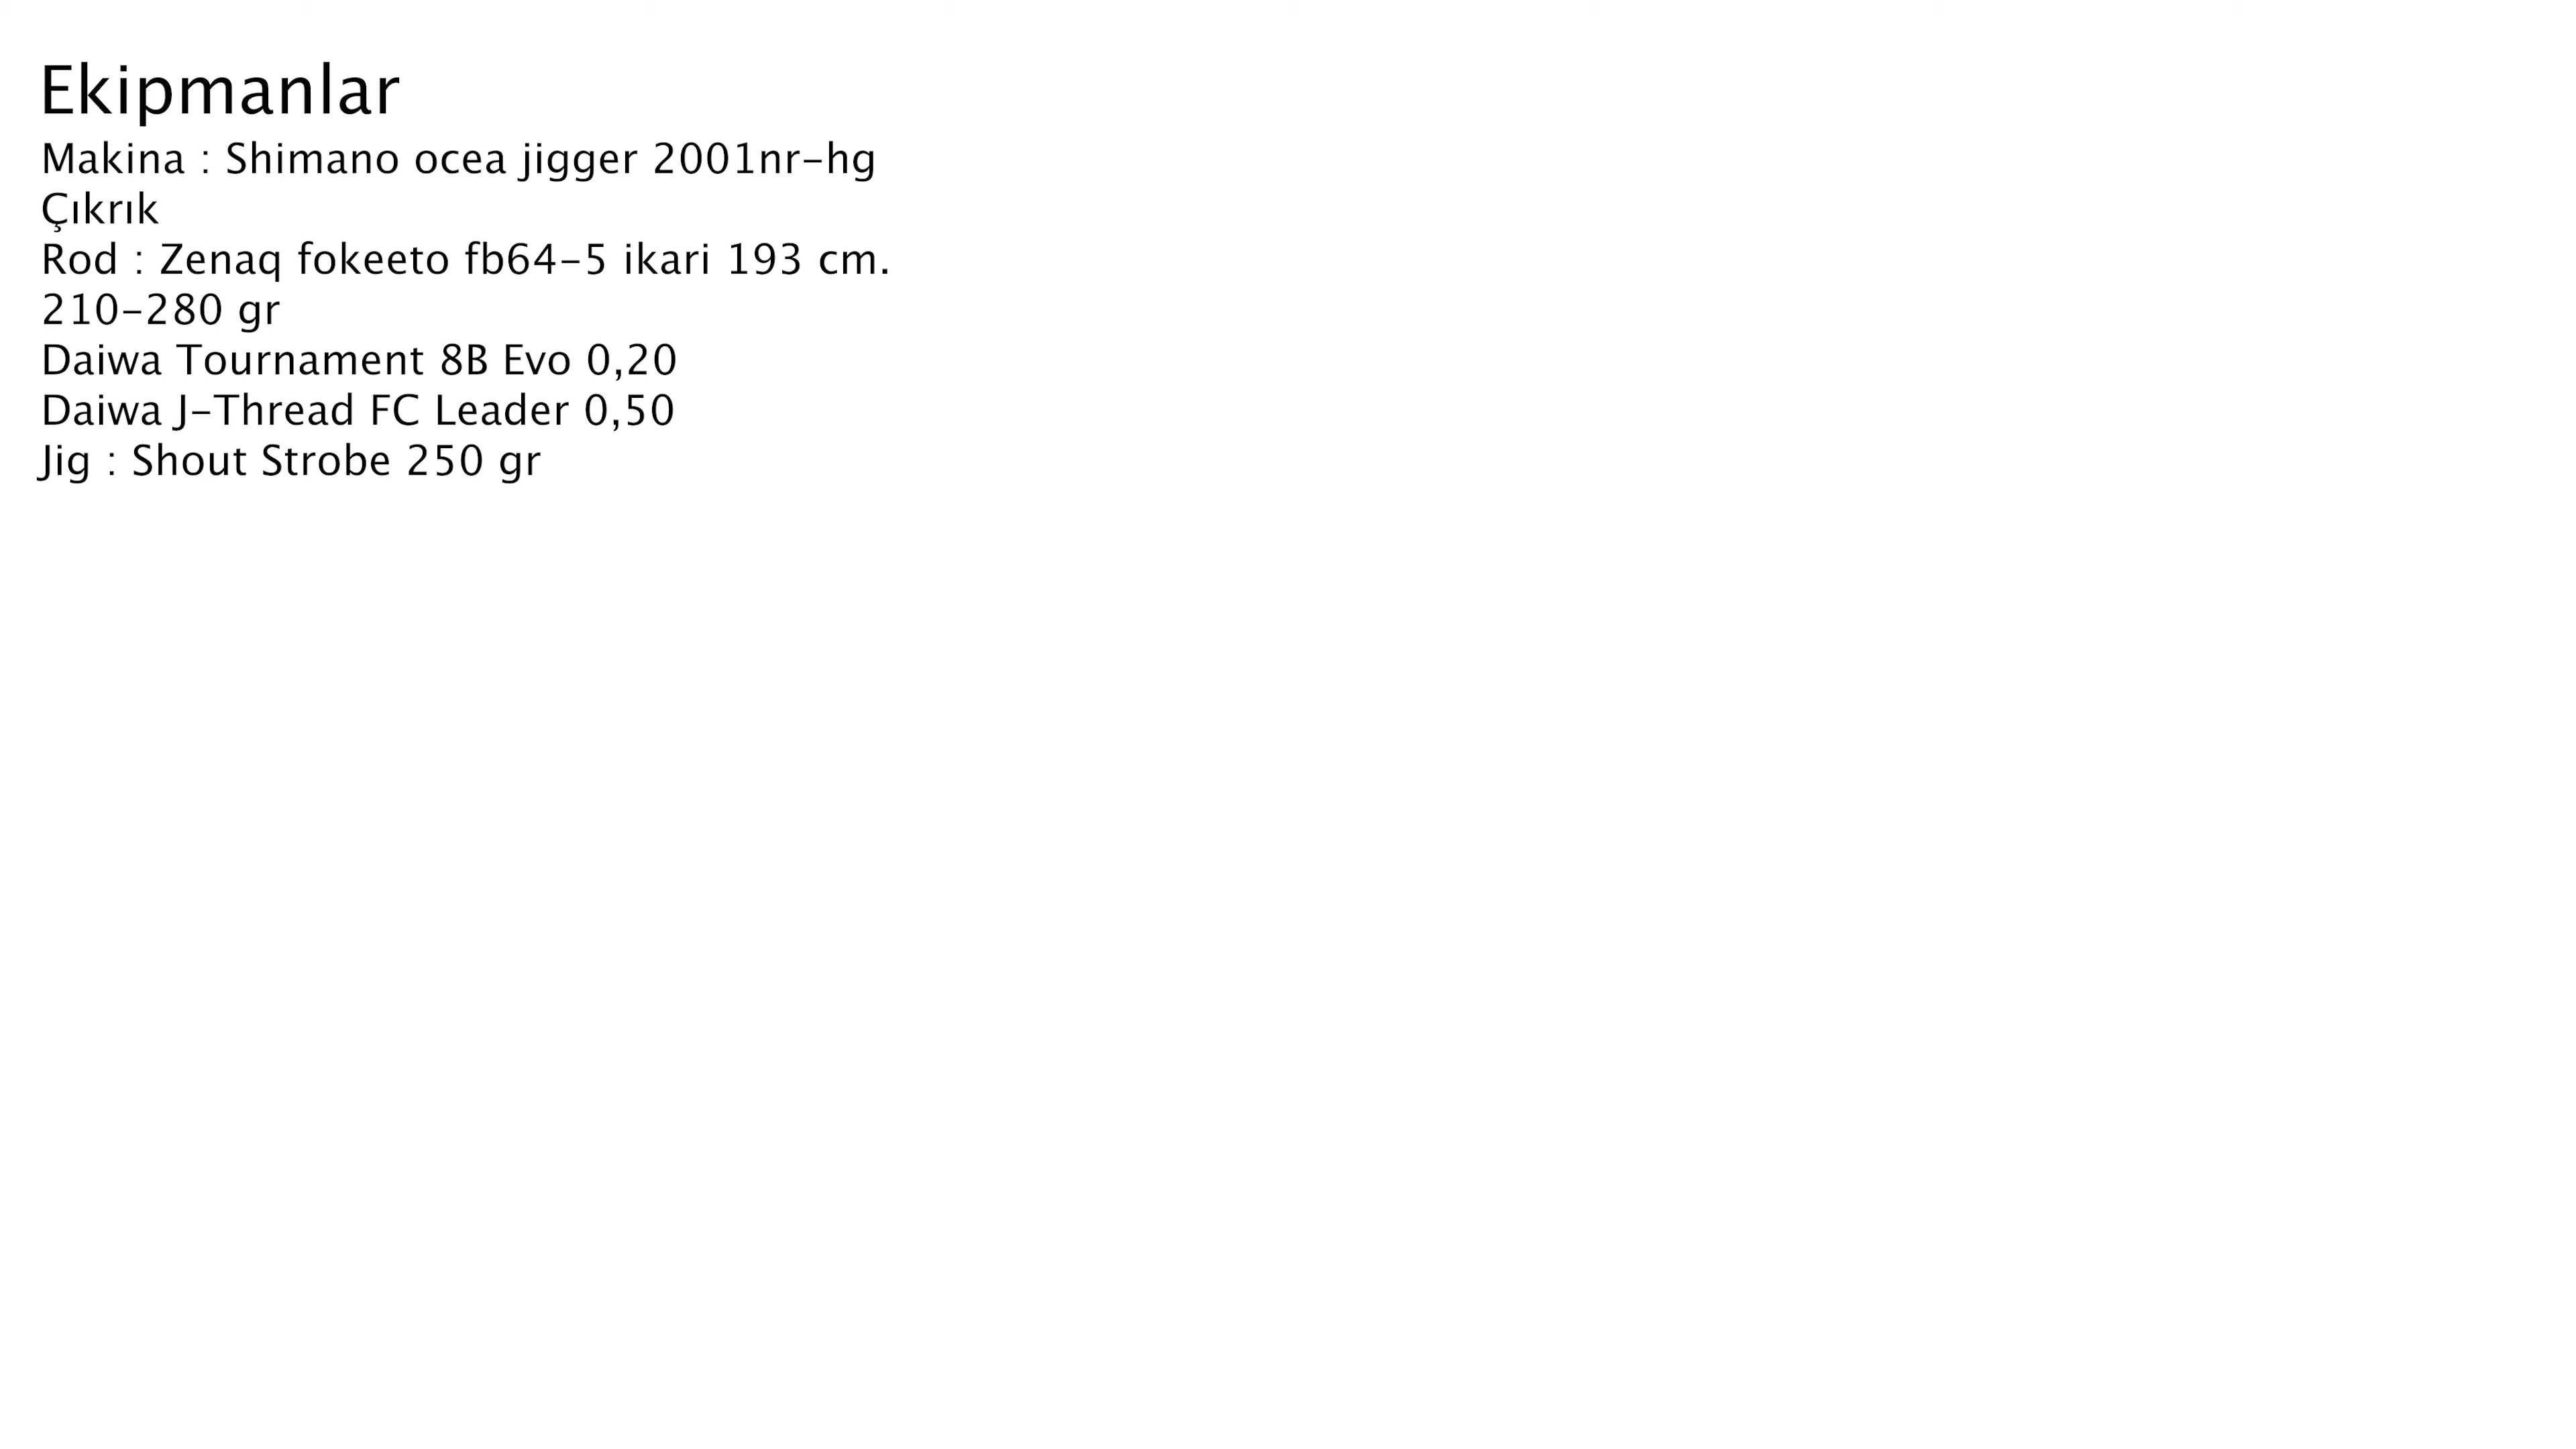 Ekipmanlar
Makina : Shimano ocea jigger 2001nr-hg
Çıkrık
Rod : Zenaq fokeeto fb64-5 ikari 193 cm.
210-280 gr
Daiwa Tournament 8B Evo 0,20
Daiwa J-Thread FC Leader 0,50
Jig : Shout Strobe 250 gr